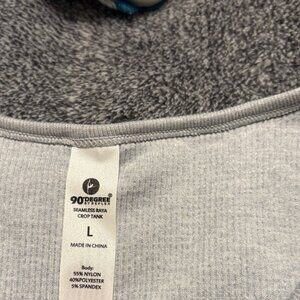 90°DEGREE
BY REFLEX
SEAMLESS RAYA
CROP TANK
L
MADE IN CHINA
Body:
55% NYLON
40%POLYESTER
5% SPANDEX